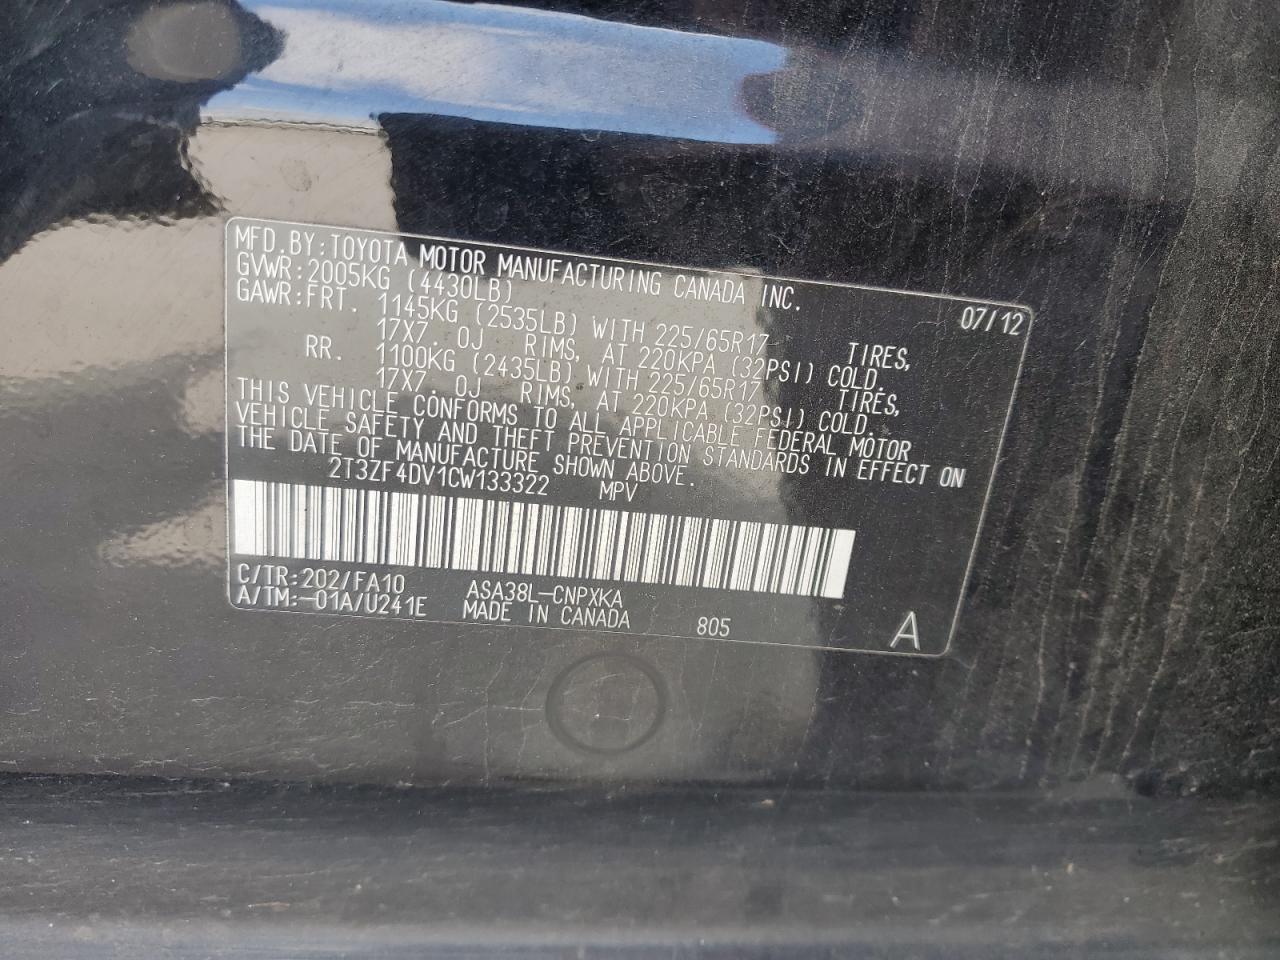 MFD.BY:TOYOTA MOTOR MANUFACTURING CANADA INC.
GVWR:2005KG (4430LB) 07/12
GAWR:FRT. 1145KG (2535LB) WITH 225/65R17 TIRES,
17X7.0J RIMS, AT 220KPA (32PSI) COLD.
RR. 1100KG (2435LB) WITH 225/65R17 TIRES,
17X7.0J RIMS, AT 220KPA (32PSI) COLD.
THIS VEHICLE CONFORMS TO ALL APPLICABLE FEDERAL MOTOR
VEHICLE SAFETY AND THEFT PREVENTION STANDARDS IN EFFECT ON
THE DATE OF MANUFACTURE SHOWN ABOVE.
2T3ZF4DV1CW133322 MPV
C/TR:202/FA10 ASA38L-CNPXKA
A/TM:-01A/U241E MADE IN CANADA 805 A